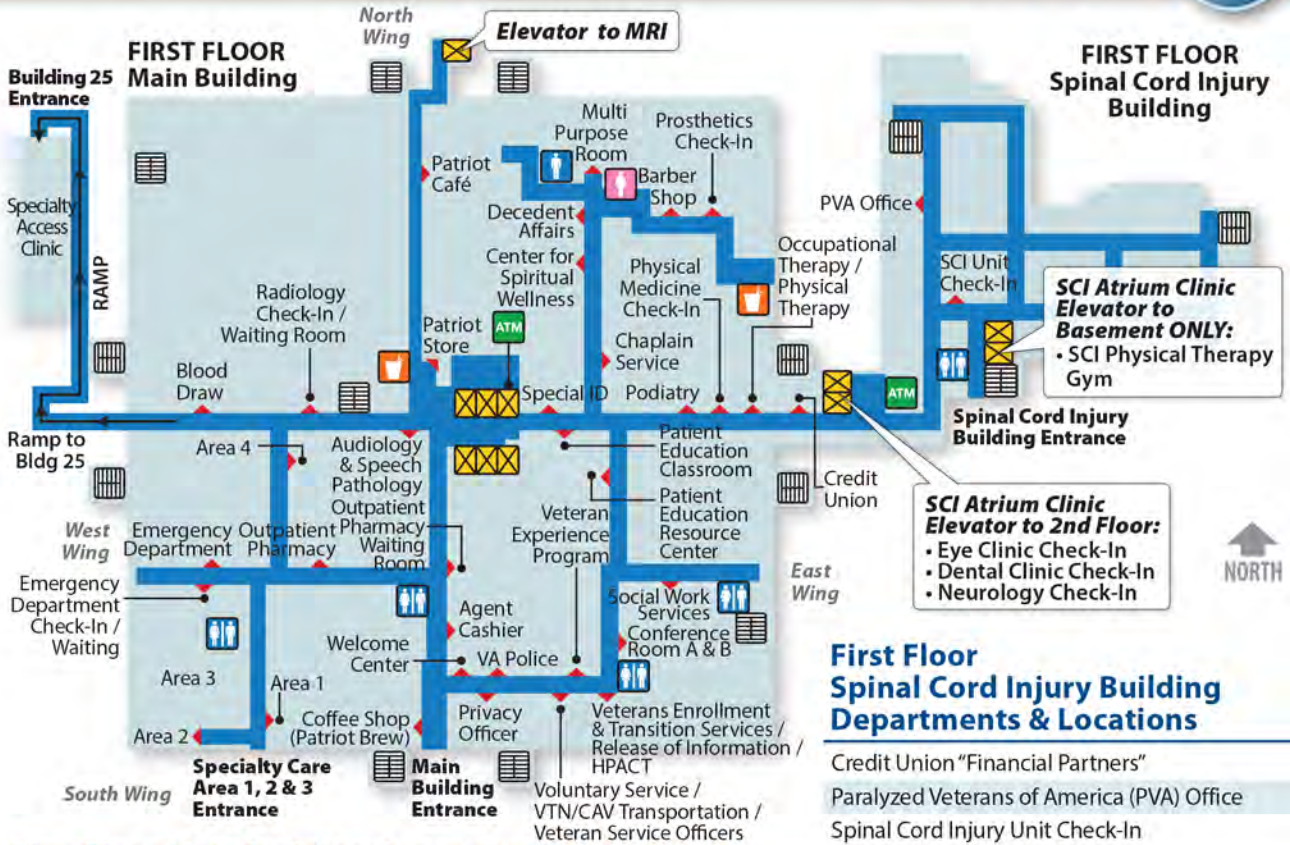 North
Wing
Elevator to MRI
FIRST FLOOR
Main Building
FIRST FLOOR
Spinal Cord Injury
Building
Building 25
Entrance
Multi
Purpose
Room
Prosthetics
Check-In
Patriot
Café
Barber
Shop
PVA Office
Specialty
Access
Clinic
Decedent
Affairs
Occupational
Therapy /
Physical
Therapy
RAMP
Center for
Spiritual
Wellness
Physical
Medicine
Check-In
SCI Unit
Check-In
SCI Atrium Clinic
Elevator to
Basement ONLY:
• SCI Physical Therapy
Gym
Radiology
Check-In /
Waiting Room
Patriot
Store
ATM
Chaplain
Service
Blood
Draw
Special ID
Podiatry
ATM
Spinal Cord Injury
Building Entrance
Ramp to
Bldg 25
Area 4
Audiology
& Speech
Pathology
Patient
Education
Classroom
Credit
Union
Outpatient
Pharmacy
Waiting
Room
Veteran
Experience
Program
Patient
Education
Resource
Center
SCI Atrium Clinic
Elevator to 2nd Floor:
• Eye Clinic Check-In
• Dental Clinic Check-In
• Neurology Check-In
West
Wing
Emergency
Department
Outpatient
Pharmacy
East
Wing
NORTH
Emergency
Department
Check-In /
Waiting
Social Work
Services
Agent
Cashier
Conference
Room A & B
Welcome
Center
VA Police
Area 3
Area 1
Area 2
Coffee Shop
(Patriot Brew)
Privacy
Officer
Veterans Enrollment
& Transition Services /
Release of Information /
HPACT
South Wing
Specialty Care
Area 1, 2 & 3
Entrance
Main
Building
Entrance
Voluntary Service /
VTN/CAV Transportation /
Veteran Service Officers
First Floor
Spinal Cord Injury Building
Departments & Locations
Credit Union "Financial Partners"
Paralyzed Veterans of America (PVA) Office
Spinal Cord Injury Unit Check-In